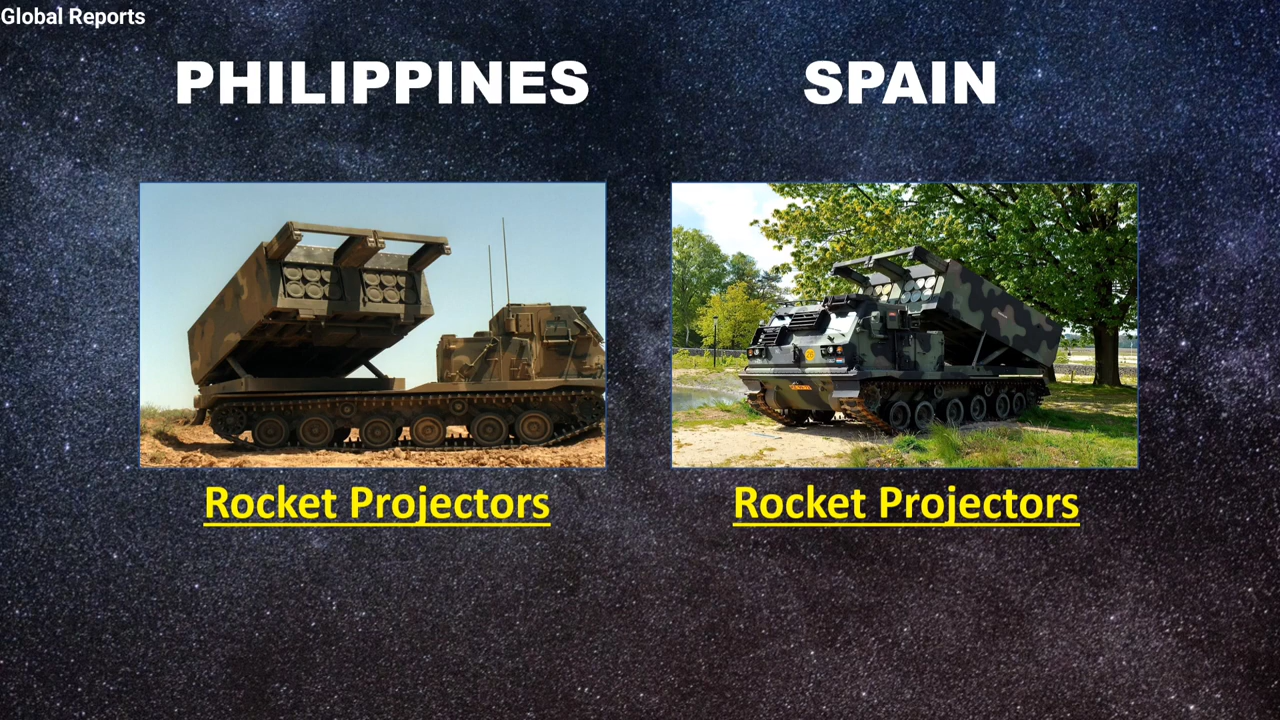 Global Reports
PHILIPPINES
SPAIN
Rocket Projectors
Rocket Projectors